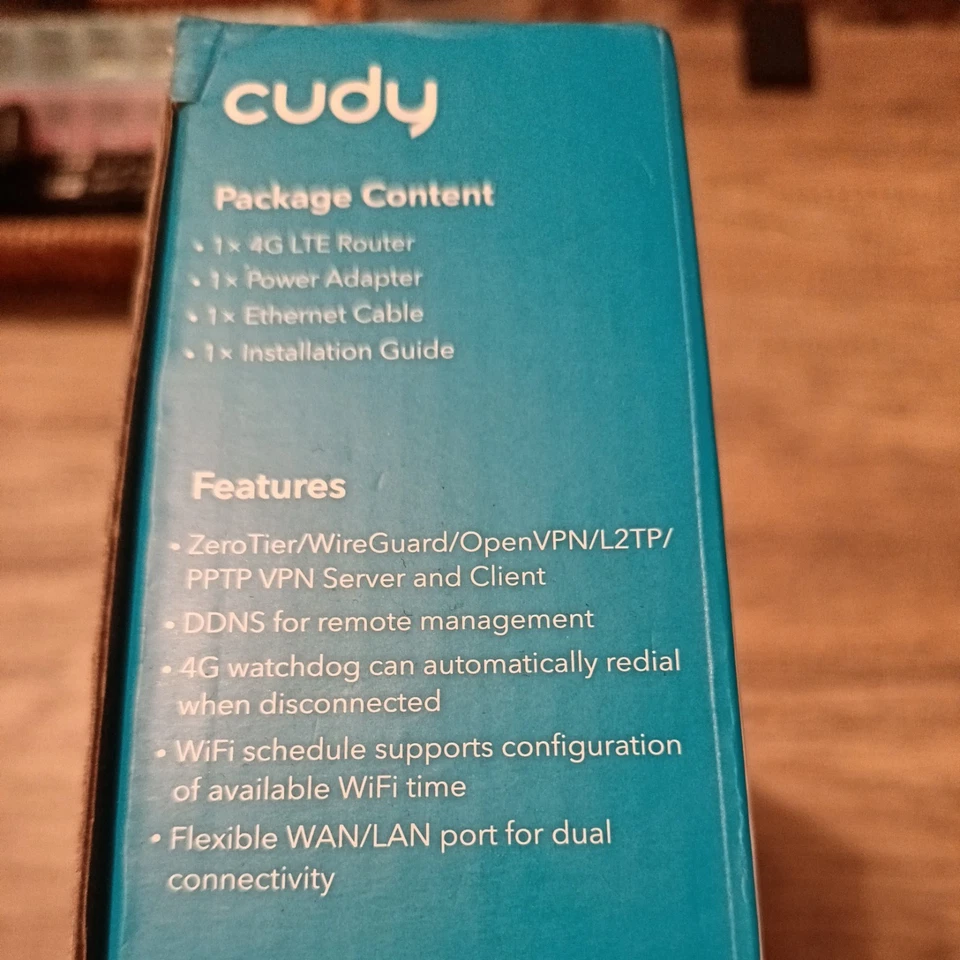 cudy
Package Content
• 1× 4G LTE Router
• 1× Power Adapter
• 1× Ethernet Cable
• 1× Installation Guide
Features
• ZeroTier/WireGuard/OpenVPN/L2TP/
PPTP VPN Server and Client
• DDNS for remote management
• 4G watchdog can automatically redial
when disconnected
• WiFi schedule supports configuration
of available WiFi time
• Flexible WAN/LAN port for dual
connectivity